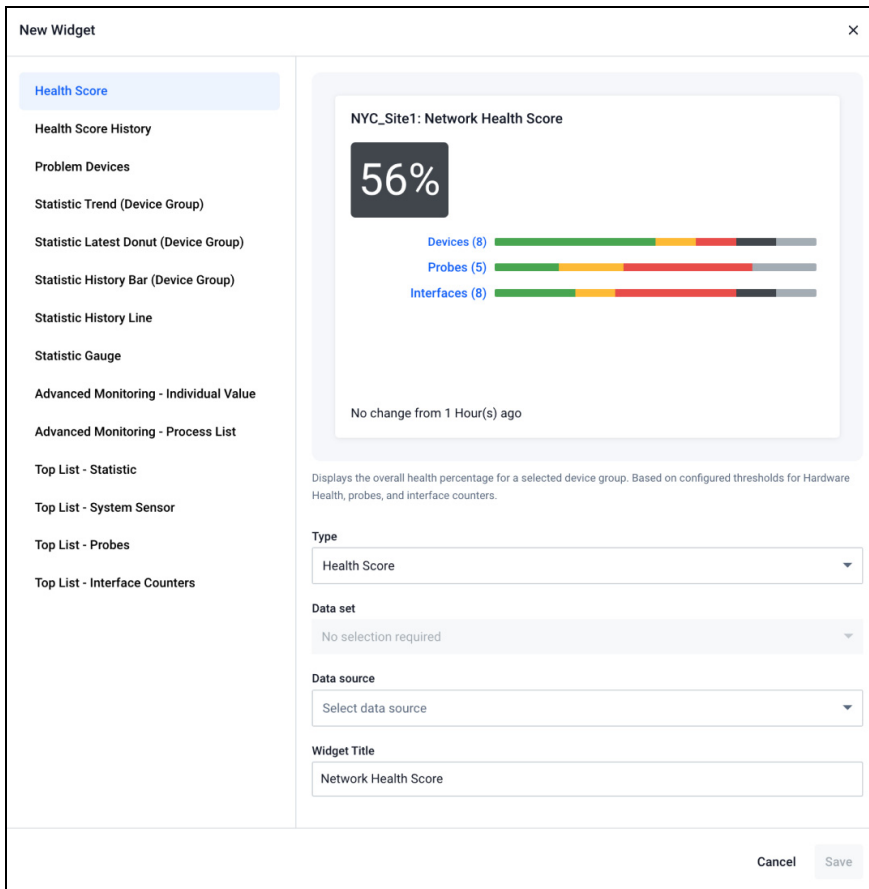 New Widget
Health Score
Health Score History
Problem Devices
Statistic Trend (Device Group)
Statistic Latest Donut (Device Group)
Statistic History Bar (Device Group)
Statistic History Line
Statistic Gauge
Advanced Monitoring - Individual Value
Advanced Monitoring - Process List
Top List - Statistic
Top List - System Sensor
Top List - Probes
Top List - Interface Counters
NYC_Site1: Network Health Score
56%
Devices (8)
Probes (5)
Interfaces (8)
No change from 1 Hour(s) ago
Displays the overall health percentage for a selected device group. Based on configured thresholds for Hardware
Health, probes, and interface counters.
Type
Health Score
Data set
No selection required
Data source
Select data source
Widget Title
Network Health Score
Cancel
Save